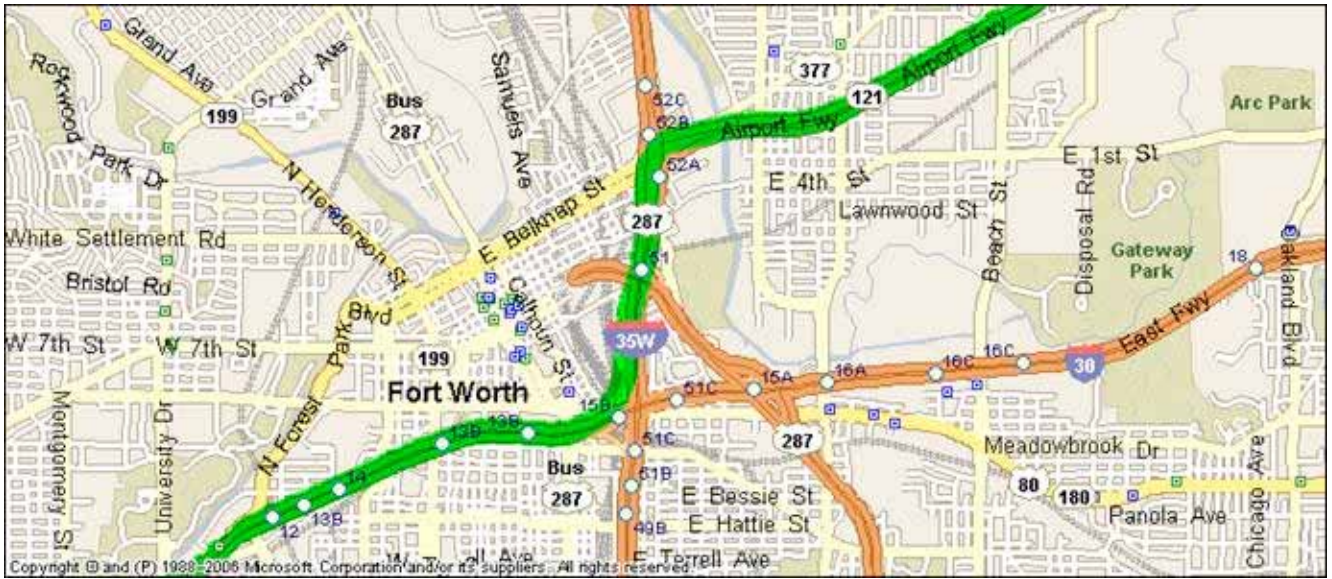 Grand Ave
Rockwood Park Dr
199
Grand Ave
Bus
287
Samuels Ave
52C
52B
52A
Airport Fwy
377
121
Airport Fwy
Arc Park
E 1st St
E 4th St
Lawnwood St
Beach St
Disposal Rd
Gateway
Park
18
Oakland Blvd
N Henderson St
White Settlement Rd
Bristol Rd
E Belknap St
287
51
Calhoun St
Blvd
W 7th St
W 7th St
N Forest Park
199
Fort Worth
35W
15B
51C
15A
16A
16C
16C
30
East Fwy
Montgomery St
University Dr
13B
13B
14
13B
12
Bus
287
51C
51B
49B
287
E Bessie St
E Hattie St
E Terrell Ave
Meadowbrook Dr
80
180
Panola Ave
Chicago Ave
Copyright © and (P) 1988-2006 Microsoft Corporation and/or its suppliers. All rights reserved.